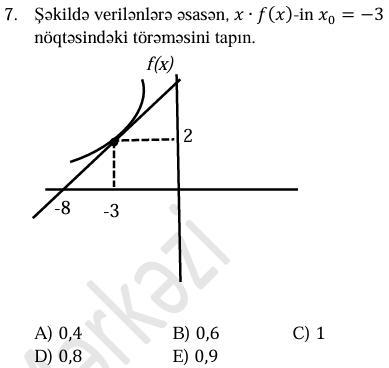 7. Şəkildə verilənlərə əsasən, x · f(x)-in x₀ = −3
nöqtəsindəki törəməsini tapın.
f(x)
2
-8 -3
Mərkəzi
A) 0,4 B) 0,6 C) 1
D) 0,8 E) 0,9